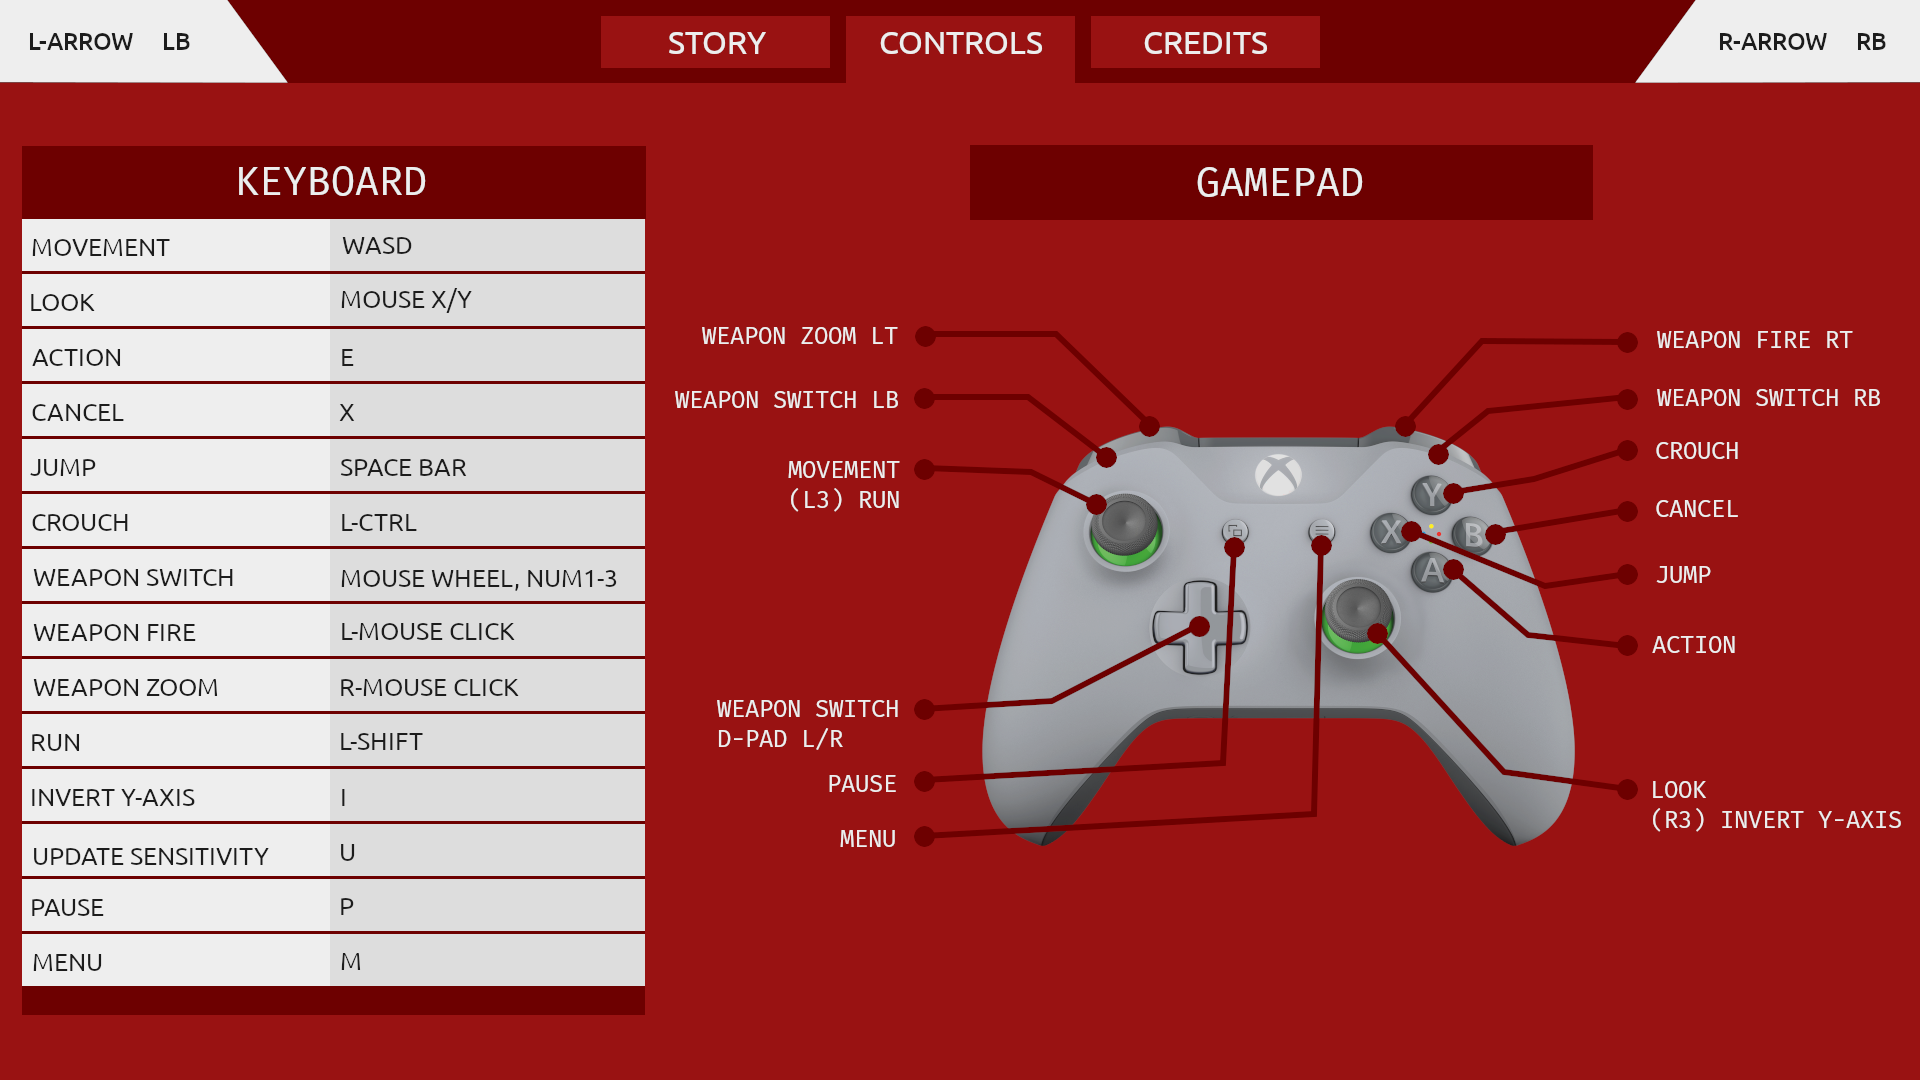 L-ARROW LB
STORY
CONTROLS
CREDITS
R-ARROW RB
KEYBOARD
MOVEMENT WASD
LOOK MOUSE X/Y
ACTION E
CANCEL X
JUMP SPACE BAR
CROUCH L-CTRL
WEAPON SWITCH MOUSE WHEEL, NUM1-3
WEAPON FIRE L-MOUSE CLICK
WEAPON ZOOM R-MOUSE CLICK
RUN L-SHIFT
INVERT Y-AXIS I
UPDATE SENSITIVITY U
PAUSE P
MENU M
GAMEPAD
WEAPON ZOOM LT
WEAPON SWITCH LB
MOVEMENT
(L3) RUN
WEAPON SWITCH
D-PAD L/R
PAUSE
MENU
Y
X
B
A
WEAPON FIRE RT
WEAPON SWITCH RB
CROUCH
CANCEL
JUMP
ACTION
LOOK
(R3) INVERT Y-AXIS